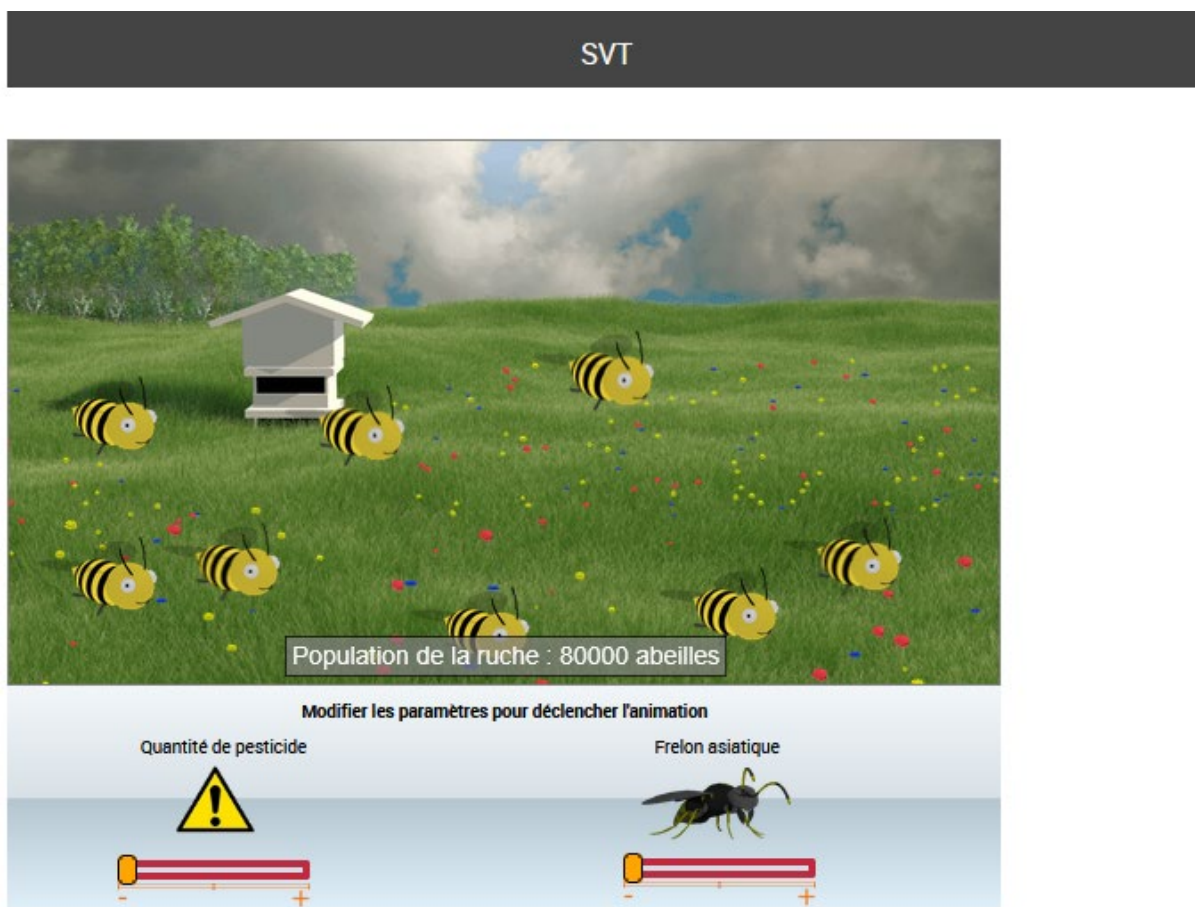 SVT
Population de la ruche : 80000 abeilles
Modifier les paramètres pour déclencher l'animation
Quantité de pesticide
Frelon asiatique
- +
- +